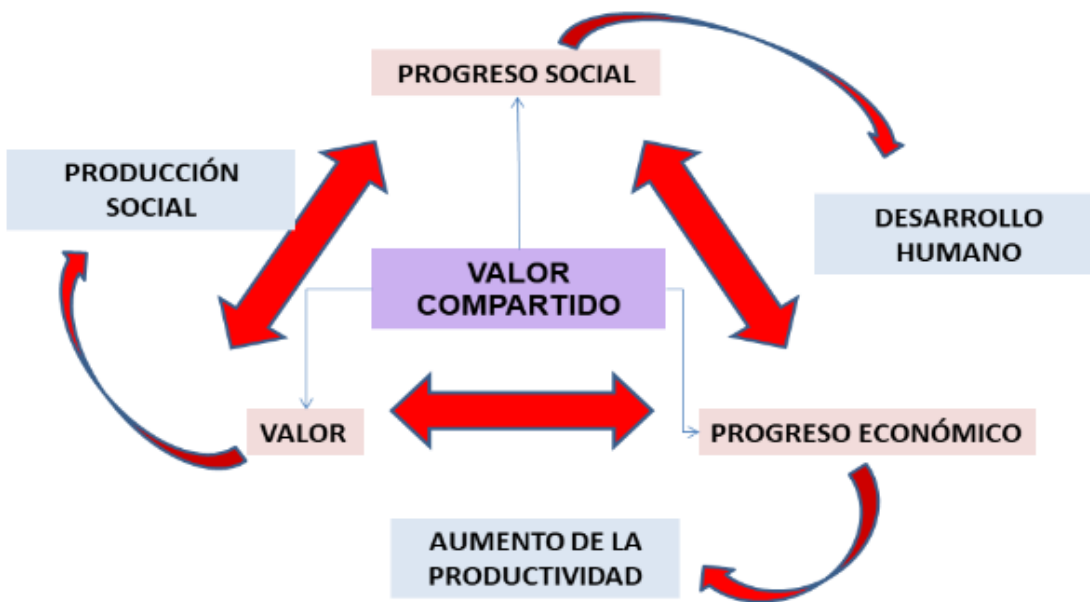 PROGRESO SOCIAL
PRODUCCIÓN
SOCIAL
DESARROLLO
HUMANO
VALOR
COMPARTIDO
VALOR
PROGRESO ECONÓMICO
AUMENTO DE LA
PRODUCTIVIDAD